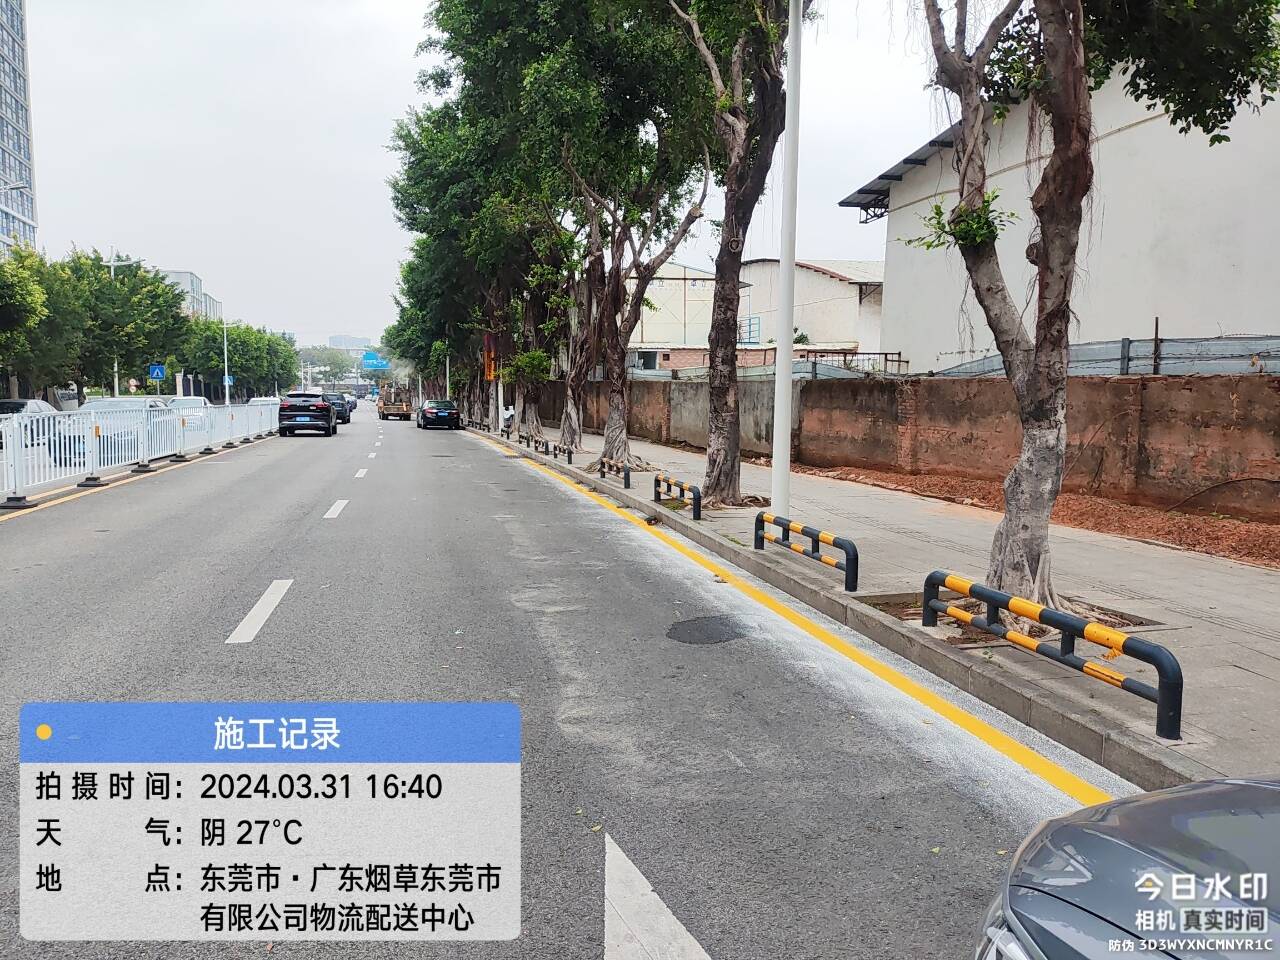 施工记录
拍摄时间：2024.03.31 16:40
天气：阴 27°C
地点：东莞市·广东烟草东莞市
有限公司物流配送中心
今日水印
相机 真实时间
防伪 3D3WYXNCMNYR1C